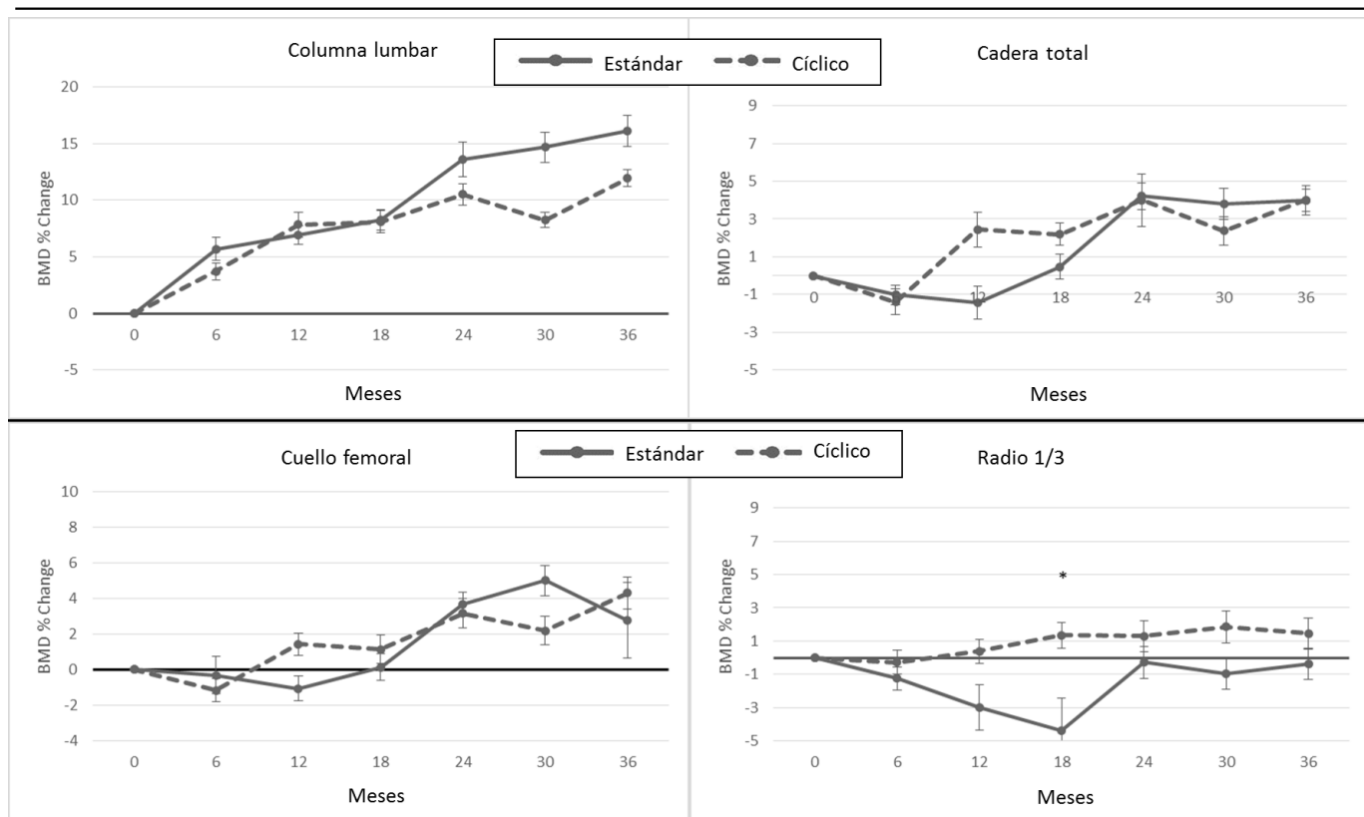 Columna lumbar
Estándar
Cíclico
Cadera total
BMD % Change
20
15
10
5
0
-5
0 6 12 18 24 30 36
Meses
BMD % Change
9
7
5
3
1
-1
-3
-5
0 12 18 24 30 36
Meses
Cuello femoral
Estándar
Cíclico
Radio 1/3
BMD % Change
10
8
6
4
2
0
-2
-4
0 6 12 18 24 30 36
Meses
BMD % Change
9
7
5
3
1
-1
-3
-5
*
0 6 12 18 24 30 36
Meses